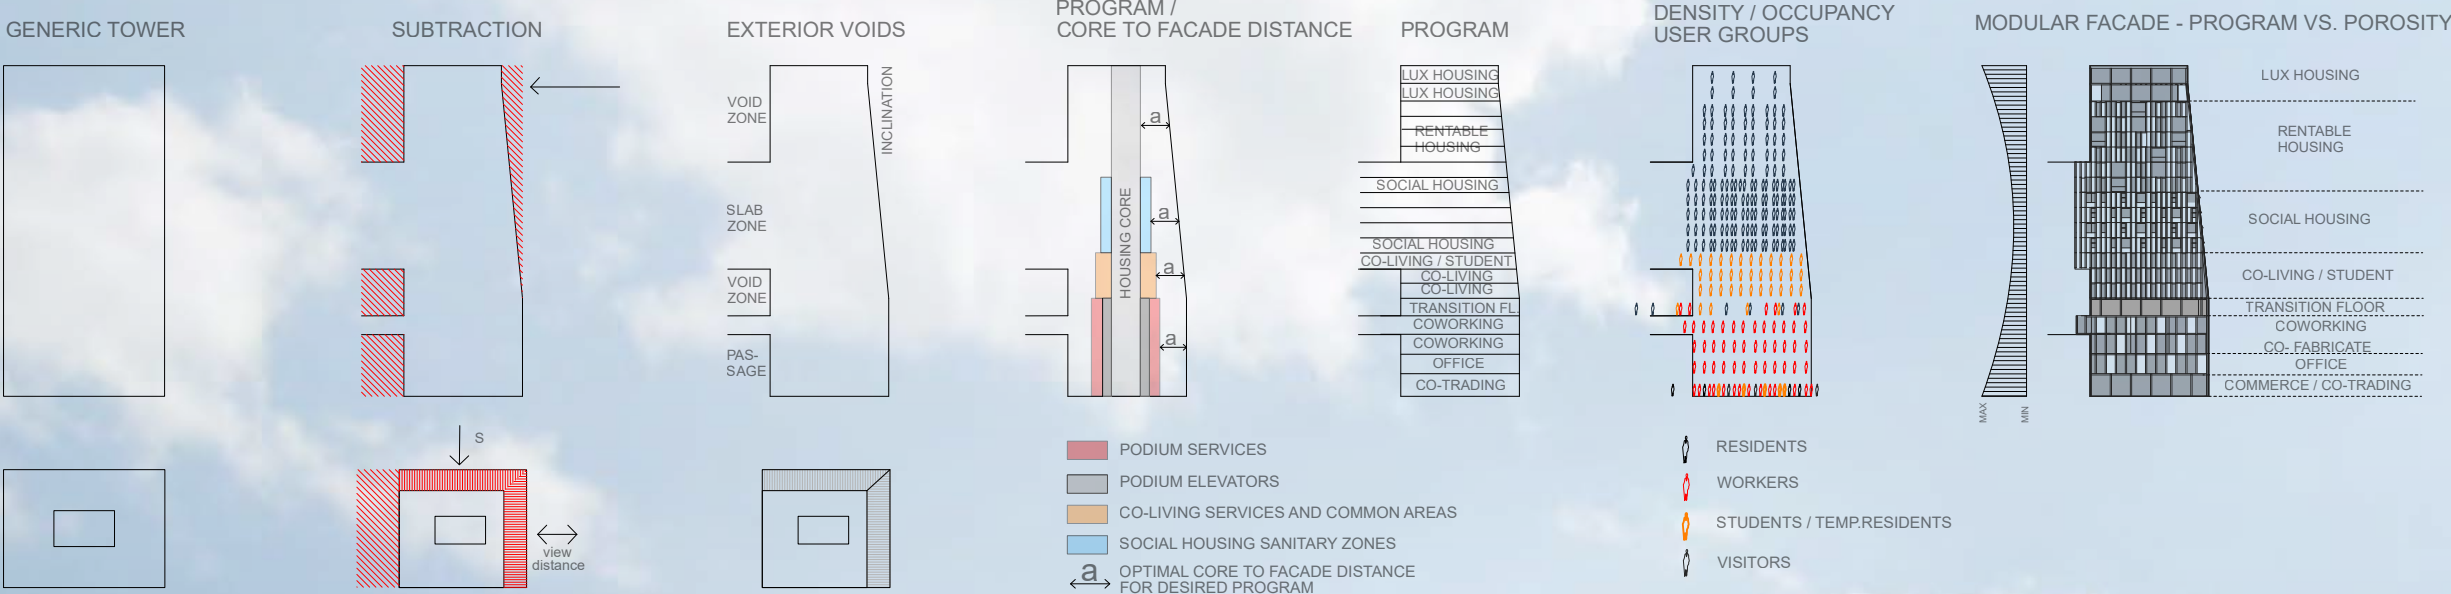 GENERIC TOWER
SUBTRACTION
S
view
distance
EXTERIOR VOIDS
VOID
ZONE
INCLINATION
SLAB
ZONE
VOID
ZONE
PAS-
SAGE
PROGRAM /
CORE TO FACADE DISTANCE
a
a
a
a
HOUSING CORE
PODIUM SERVICES
PODIUM ELEVATORS
CO-LIVING SERVICES AND COMMON AREAS
SOCIAL HOUSING SANITARY ZONES
a
OPTIMAL CORE TO FACADE DISTANCE
FOR DESIRED PROGRAM
PROGRAM
LUX HOUSING
LUX HOUSING
RENTABLE
HOUSING
SOCIAL HOUSING
SOCIAL HOUSING
CO-LIVING / STUDENT
CO-LIVING
CO-LIVING
TRANSITION FL.
COWORKING
COWORKING
OFFICE
CO-TRADING
DENSITY / OCCUPANCY
USER GROUPS
RESIDENTS
WORKERS
STUDENTS / TEMP.RESIDENTS
VISITORS
MODULAR FACADE - PROGRAM VS. POROSITY
MAX
MIN
LUX HOUSING
RENTABLE
HOUSING
SOCIAL HOUSING
CO-LIVING / STUDENT
TRANSITION FLOOR
COWORKING
CO- FABRICATE
OFFICE
COMMERCE / CO-TRADING